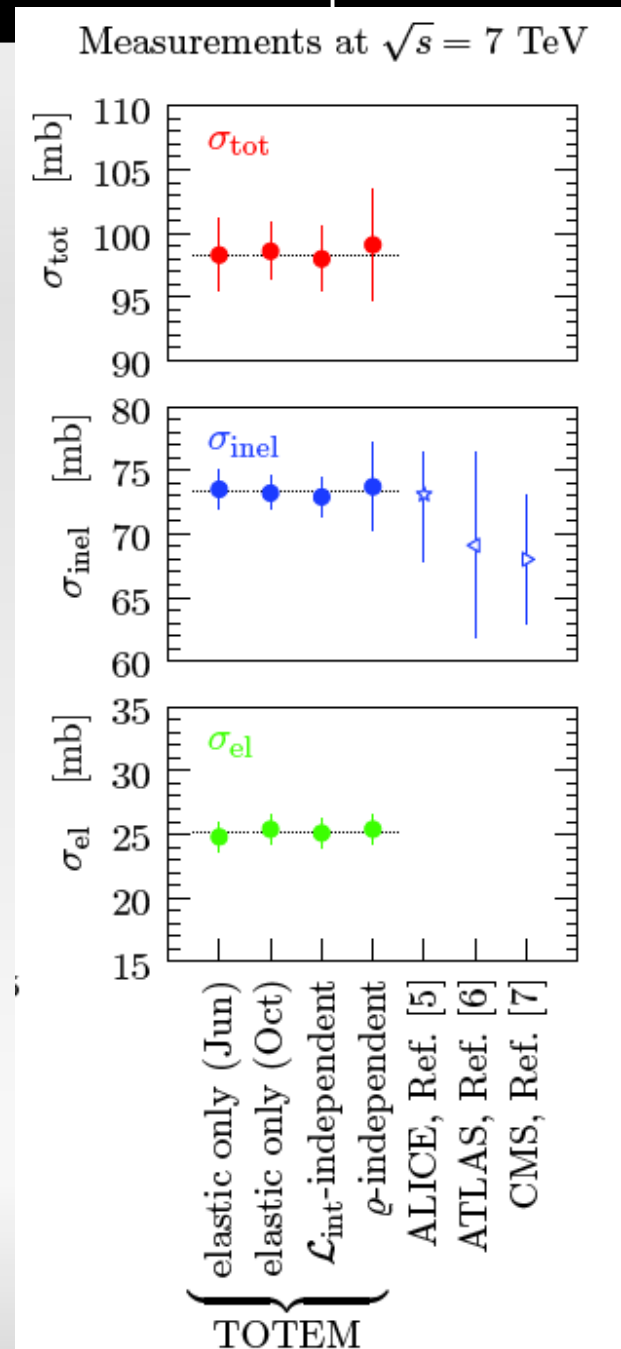 Measurements at √s = 7 TeV
σtot [mb]
110
105
100
95
90
σtot
σinel [mb]
80
75
70
65
60
σinel
σel [mb]
35
30
25
20
15
σel
elastic only (Jun)
elastic only (Oct)
ℒint-independent
ϱ-independent
ALICE, Ref. [5]
ATLAS, Ref. [6]
CMS, Ref. [7]
TOTEM